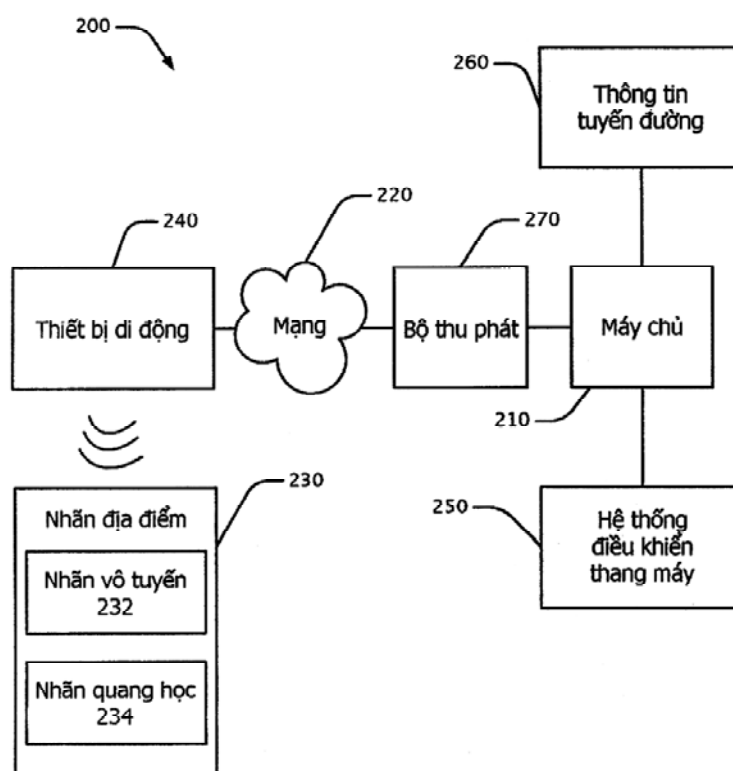 200
260
Thông tin
tuyến đường
240
220
270
Thiết bị di động
Mạng
Bộ thu phát
Máy chủ
210
230
Nhãn địa điểm
Nhãn vô tuyến
232
Nhãn quang học
234
250
Hệ thống
điều khiển
thang máy